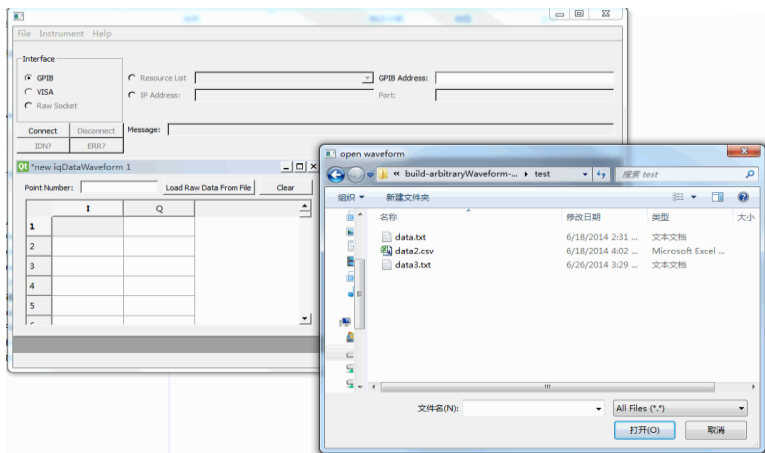 File Instrument Help
Interface
GPIB
Resource List
GPIB Address:
VISA
IP Address:
Port:
Raw Socket
Connect Disconnect Message:
IDN? ERR?
*new iqDataWaveform 1
Point Number: Load Raw Data From File Clear
I Q
1
2
3
4
5
open waveform
« build-arbitraryWaveform-... test 搜索 test
组织 新建文件夹
名称 修改日期 类型 大小
data.txt 6/18/2014 2:31 ... 文本文档
data2.csv 6/18/2014 4:02 ... Microsoft Excel ...
data3.txt 6/26/2014 3:29 ... 文本文档
文件名(N): All Files (*.*)
打开(O) 取消